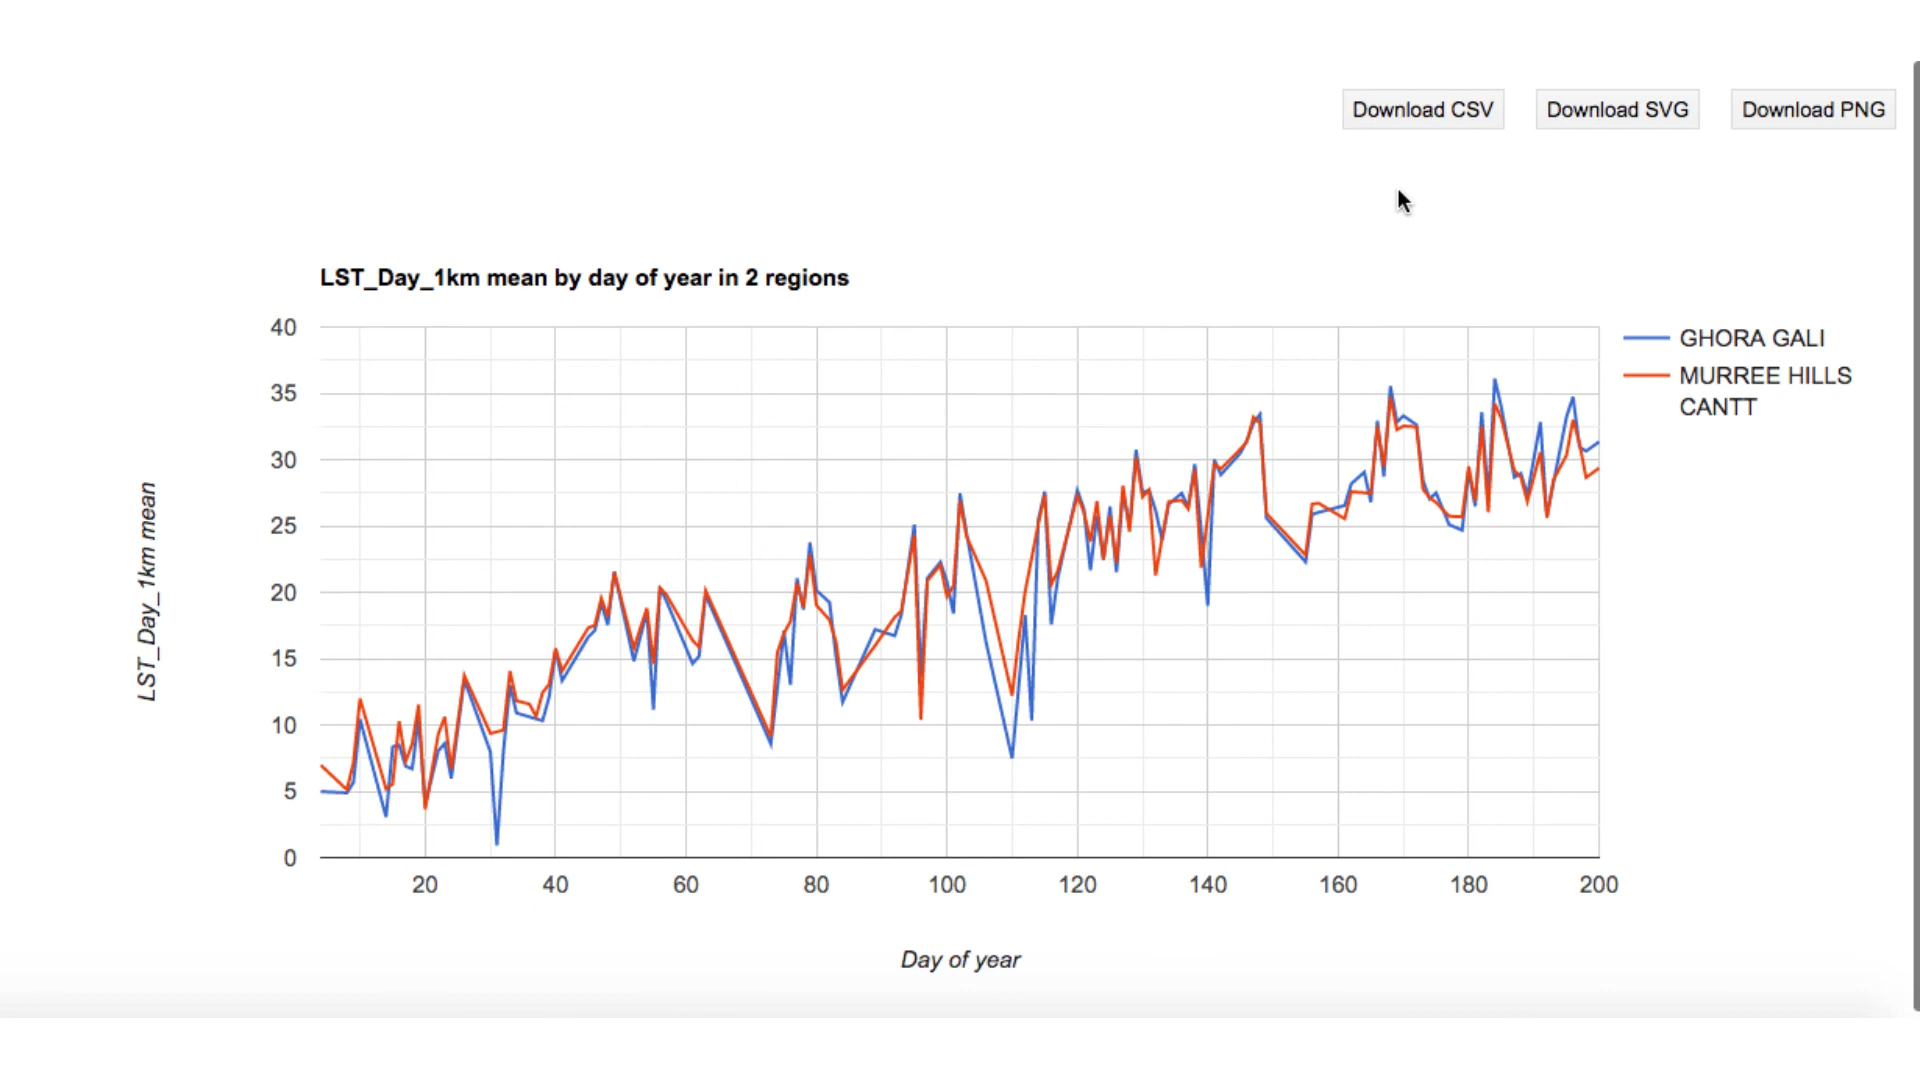 Download CSV Download SVG Download PNG
LST_Day_1km mean by day of year in 2 regions
40
35
30
25
20
15
10
5
0
LST_Day_1km mean
20 40 60 80 100 120 140 160 180 200
Day of year
GHORA GALI
MURREE HILLS
CANTT